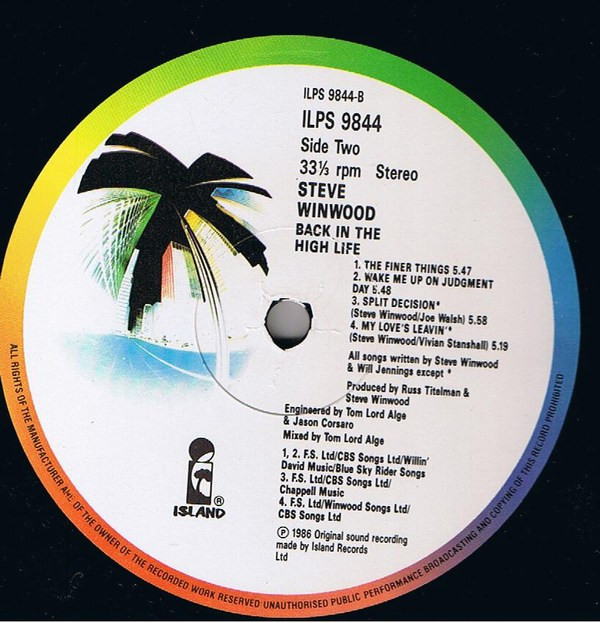 ILPS 9844-B
ILPS 9844
Side Two
33⅓ rpm Stereo
STEVE
WINWOOD
BACK IN THE
HIGH LIFE
1. THE FINER THINGS 5.47
2. WAKE ME UP ON JUDGMENT
DAY 5.48
3. SPLIT DECISION*
(Steve Winwood/Joe Walsh) 5.58
4. MY LOVE'S LEAVIN'*
(Steve Winwood/Vivian Stanshall) 5.19
All songs written by Steve Winwood
& Will Jennings except *
Produced by Russ Titelman &
Steve Winwood
Engineered by Tom Lord Alge
& Jason Corsaro
Mixed by Tom Lord Alge
1, 2. F.S. Ltd/CBS Songs Ltd/Willin'
David Music/Blue Sky Rider Songs
3. F.S. Ltd/CBS Songs Ltd/
Chappell Music
4. F.S. Ltd/Winwood Songs Ltd/
CBS Songs Ltd
℗ 1986 Original sound recording
made by Island Records
Ltd
ISLAND ®
ALL RIGHTS OF THE MANUFACTURER AND OF THE OWNER OF THE RECORDED WORK RESERVED UNAUTHORISED PUBLIC PERFORMANCE BROADCASTING AND COPYING OF THIS RECORD PROHIBITED